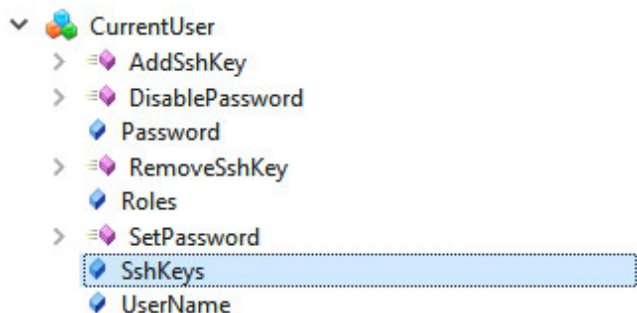 CurrentUser
AddSshKey
DisablePassword
Password
RemoveSshKey
Roles
SetPassword
SshKeys
UserName